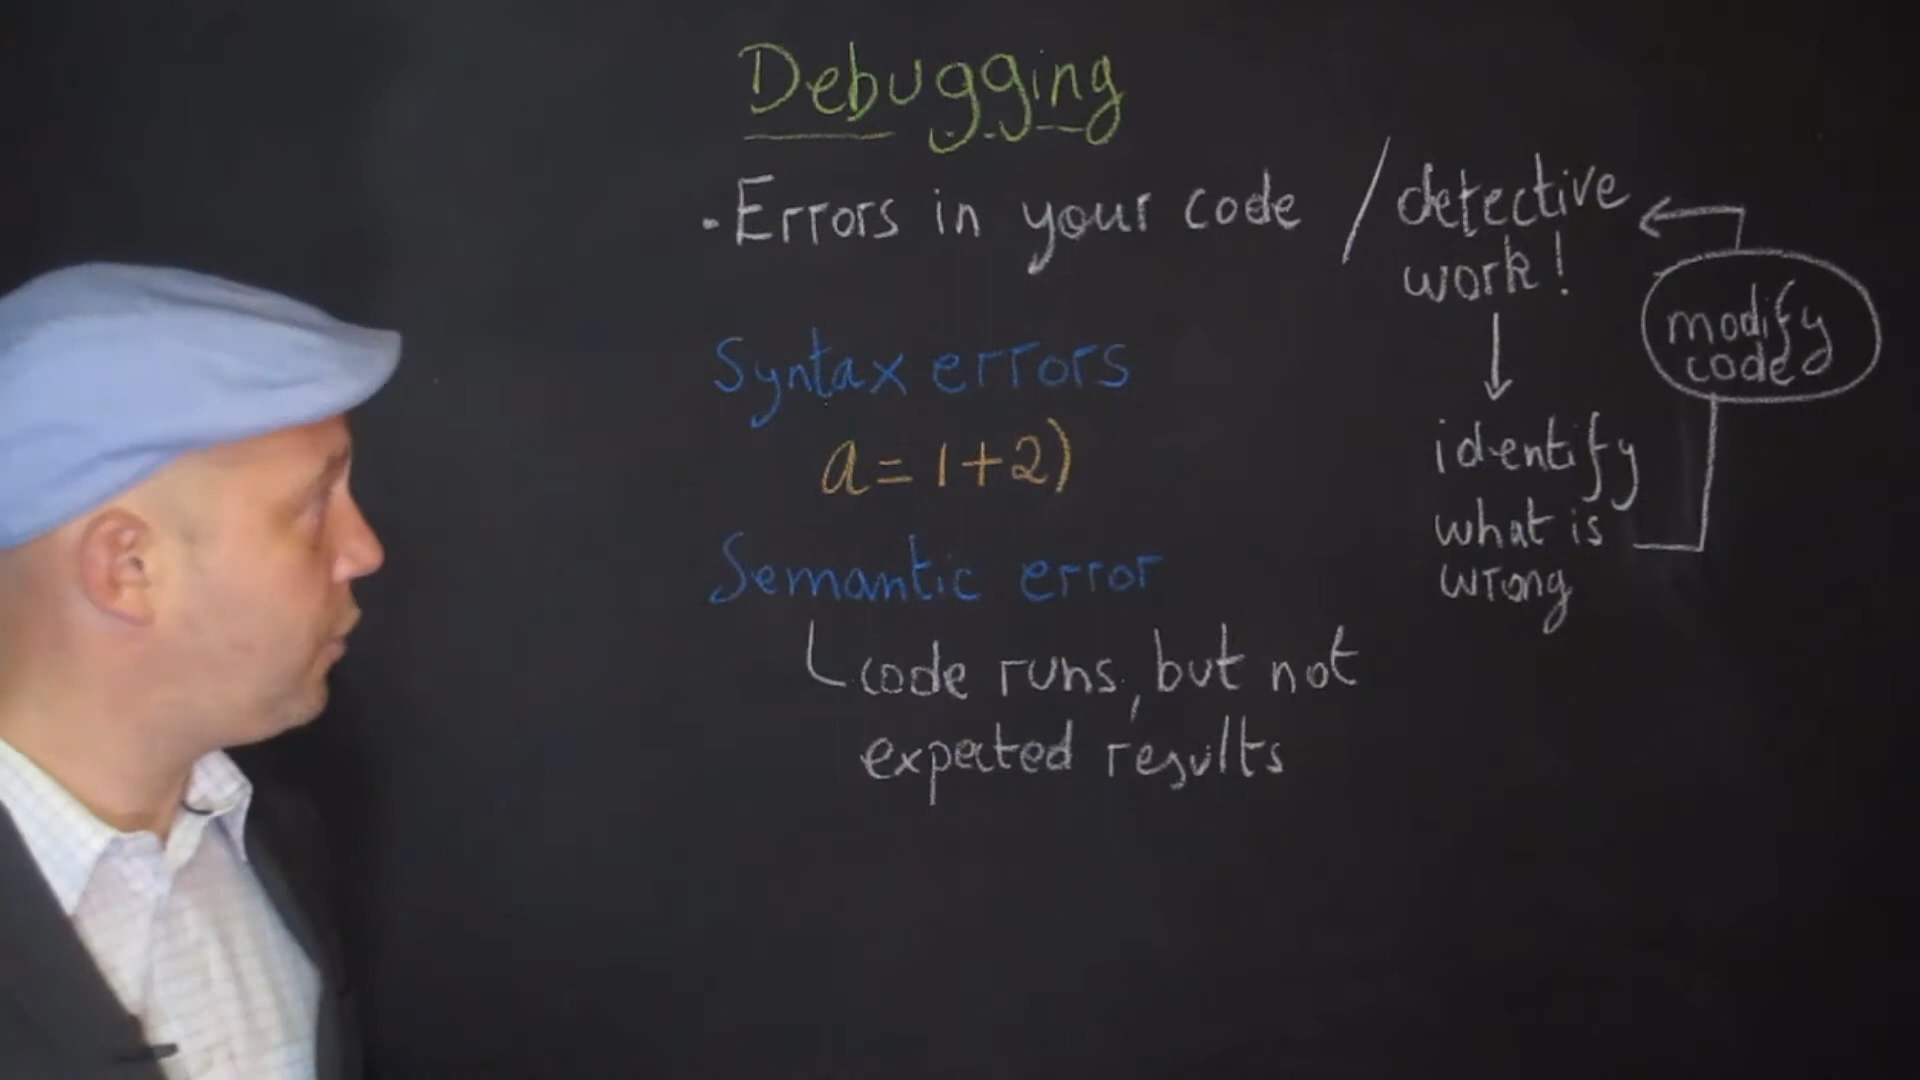 Debugging
· Errors in your code / detective
work!
modify
code
Syntax errors
a = 1+2)
identify
what is
wrong
Semantic error
code runs, but not
expected results